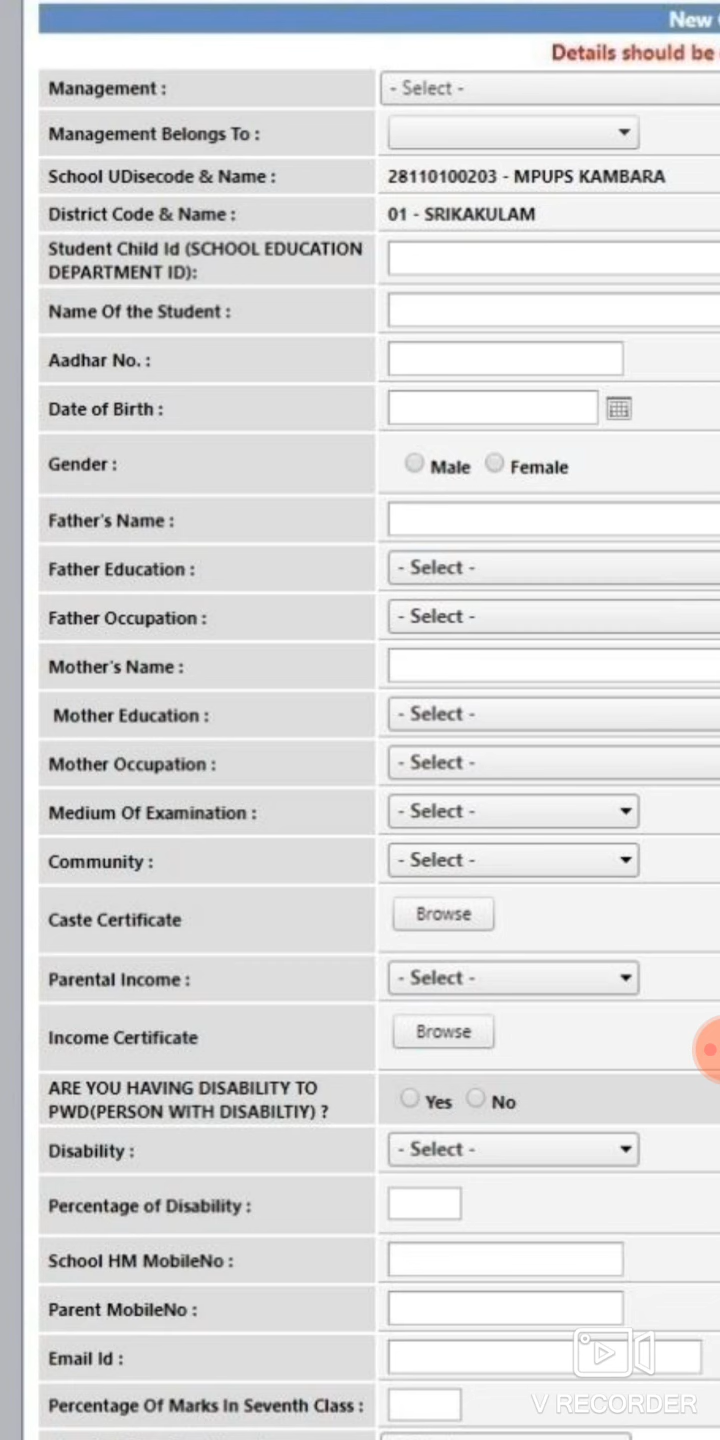 New
Details should be
Management : - Select -
Management Belongs To :
School UDisecode & Name : 28110100203 - MPUPS KAMBARA
District Code & Name : 01 - SRIKAKULAM
Student Child Id (SCHOOL EDUCATION
DEPARTMENT ID):
Name Of the Student :
Aadhar No. :
Date of Birth :
Gender : Male Female
Father's Name :
Father Education : - Select -
Father Occupation : - Select -
Mother's Name :
Mother Education : - Select -
Mother Occupation : - Select -
Medium Of Examination : - Select -
Community : - Select -
Caste Certificate Browse
Parental Income : - Select -
Income Certificate Browse
ARE YOU HAVING DISABILITY TO
PWD(PERSON WITH DISABILTIY) ? Yes No
Disability : - Select -
Percentage of Disability :
School HM MobileNo :
Parent MobileNo :
Email Id :
Percentage Of Marks In Seventh Class :
V RECORDER